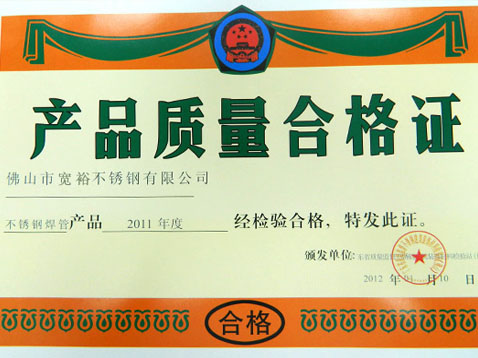 产品质量合格证
佛山市宽裕不锈钢有限公司
不锈钢焊管产品 2011年度 经检验合格，特发此证。
颁发单位：
2012 年 01 月 10 日
合格